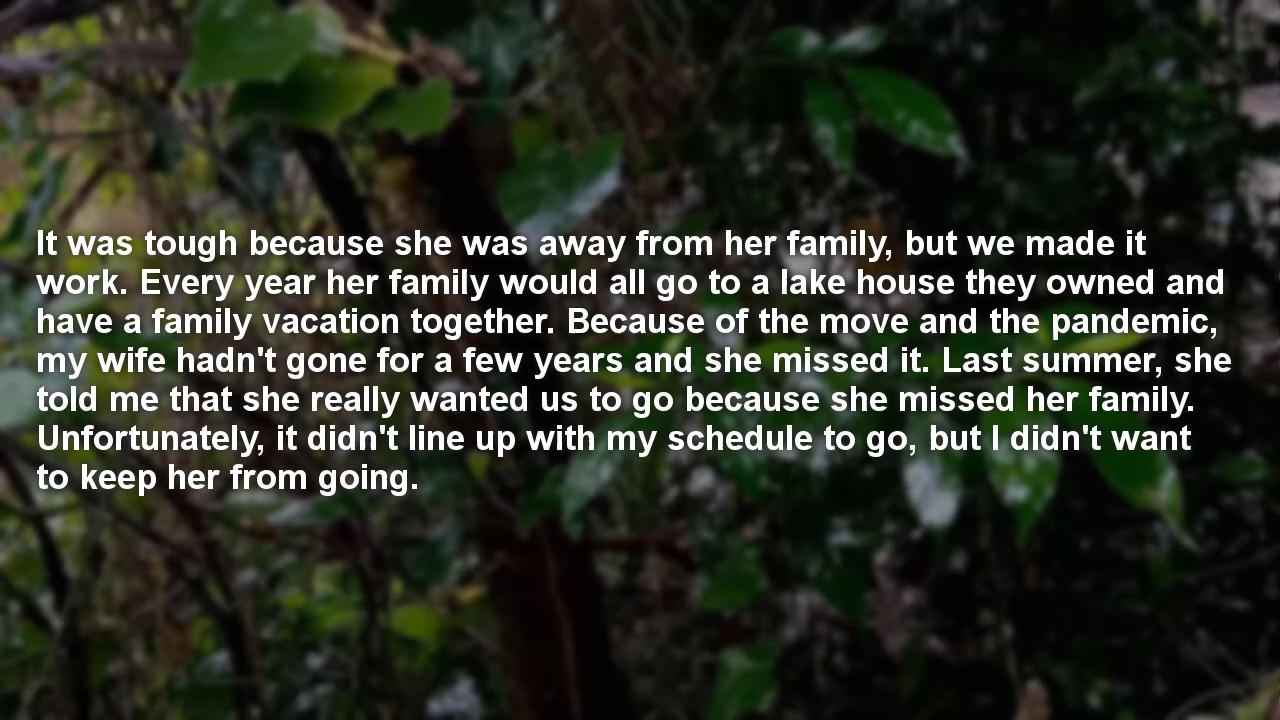 It was tough because she was away from her family, but we made it
work. Every year her family would all go to a lake house they owned and
have a family vacation together. Because of the move and the pandemic,
my wife hadn't gone for a few years and she missed it. Last summer, she
told me that she really wanted us to go because she missed her family.
Unfortunately, it didn't line up with my schedule to go, but I didn't want
to keep her from going.